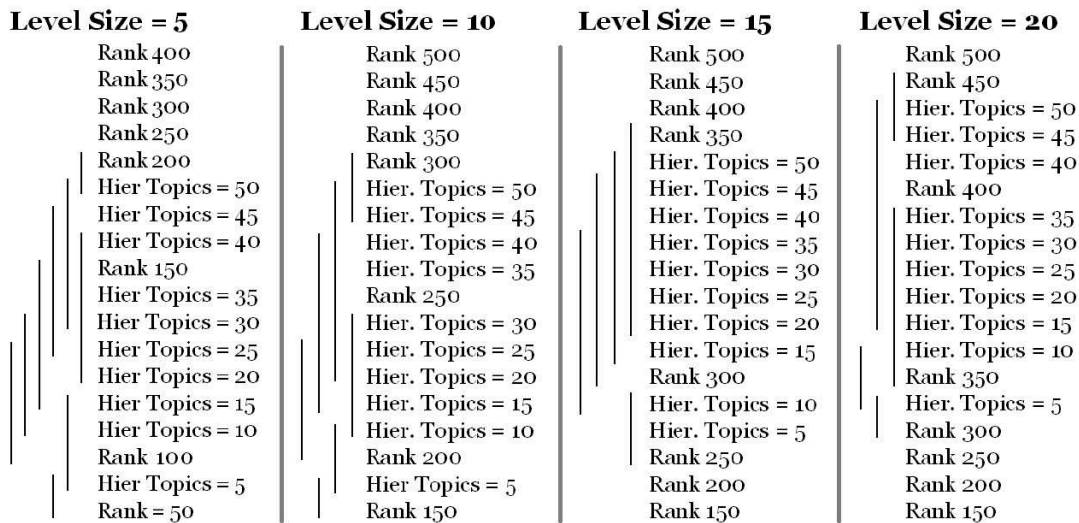 Level Size = 5
Rank 400
Rank 350
Rank 300
Rank 250
Rank 200
Hier Topics = 50
Hier Topics = 45
Hier Topics = 40
Rank 150
Hier Topics = 35
Hier Topics = 30
Hier Topics = 25
Hier Topics = 20
Hier Topics = 15
Hier Topics = 10
Rank 100
Hier Topics = 5
Rank = 50
Level Size = 10
Rank 500
Rank 450
Rank 400
Rank 350
Rank 300
Hier. Topics = 50
Hier. Topics = 45
Hier. Topics = 40
Hier. Topics = 35
Rank 250
Hier. Topics = 30
Hier. Topics = 25
Hier. Topics = 20
Hier. Topics = 15
Hier. Topics = 10
Rank 200
Hier Topics = 5
Rank 150
Level Size = 15
Rank 500
Rank 450
Rank 400
Rank 350
Hier. Topics = 50
Hier. Topics = 45
Hier. Topics = 40
Hier. Topics = 35
Hier. Topics = 30
Hier. Topics = 25
Hier. Topics = 20
Hier. Topics = 15
Rank 300
Hier. Topics = 10
Hier. Topics = 5
Rank 250
Rank 200
Rank 150
Level Size = 20
Rank 500
Rank 450
Hier. Topics = 50
Hier. Topics = 45
Hier. Topics = 40
Rank 400
Hier. Topics = 35
Hier. Topics = 30
Hier. Topics = 25
Hier. Topics = 20
Hier. Topics = 15
Hier. Topics = 10
Rank 350
Hier. Topics = 5
Rank 300
Rank 250
Rank 200
Rank 150